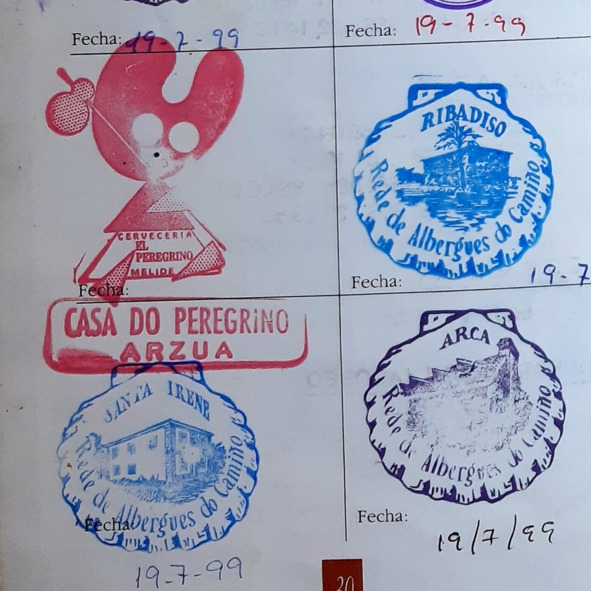 Fecha: 19-7-99
Fecha: 19-7-99
CERVECERIA
EL
PEREGRINO
MELIDE
Fecha:
RIBADISO
Rede de Albergues do Camiño
Fecha: 19-7
CASA DO PEREGRINO
ARZUA
SANTA IRENE
Rede de Albergues do Camiño
Fecha:
19-7-99
ARCA
Rede de Albergues do Camiño
Fecha:
19/7/99
30